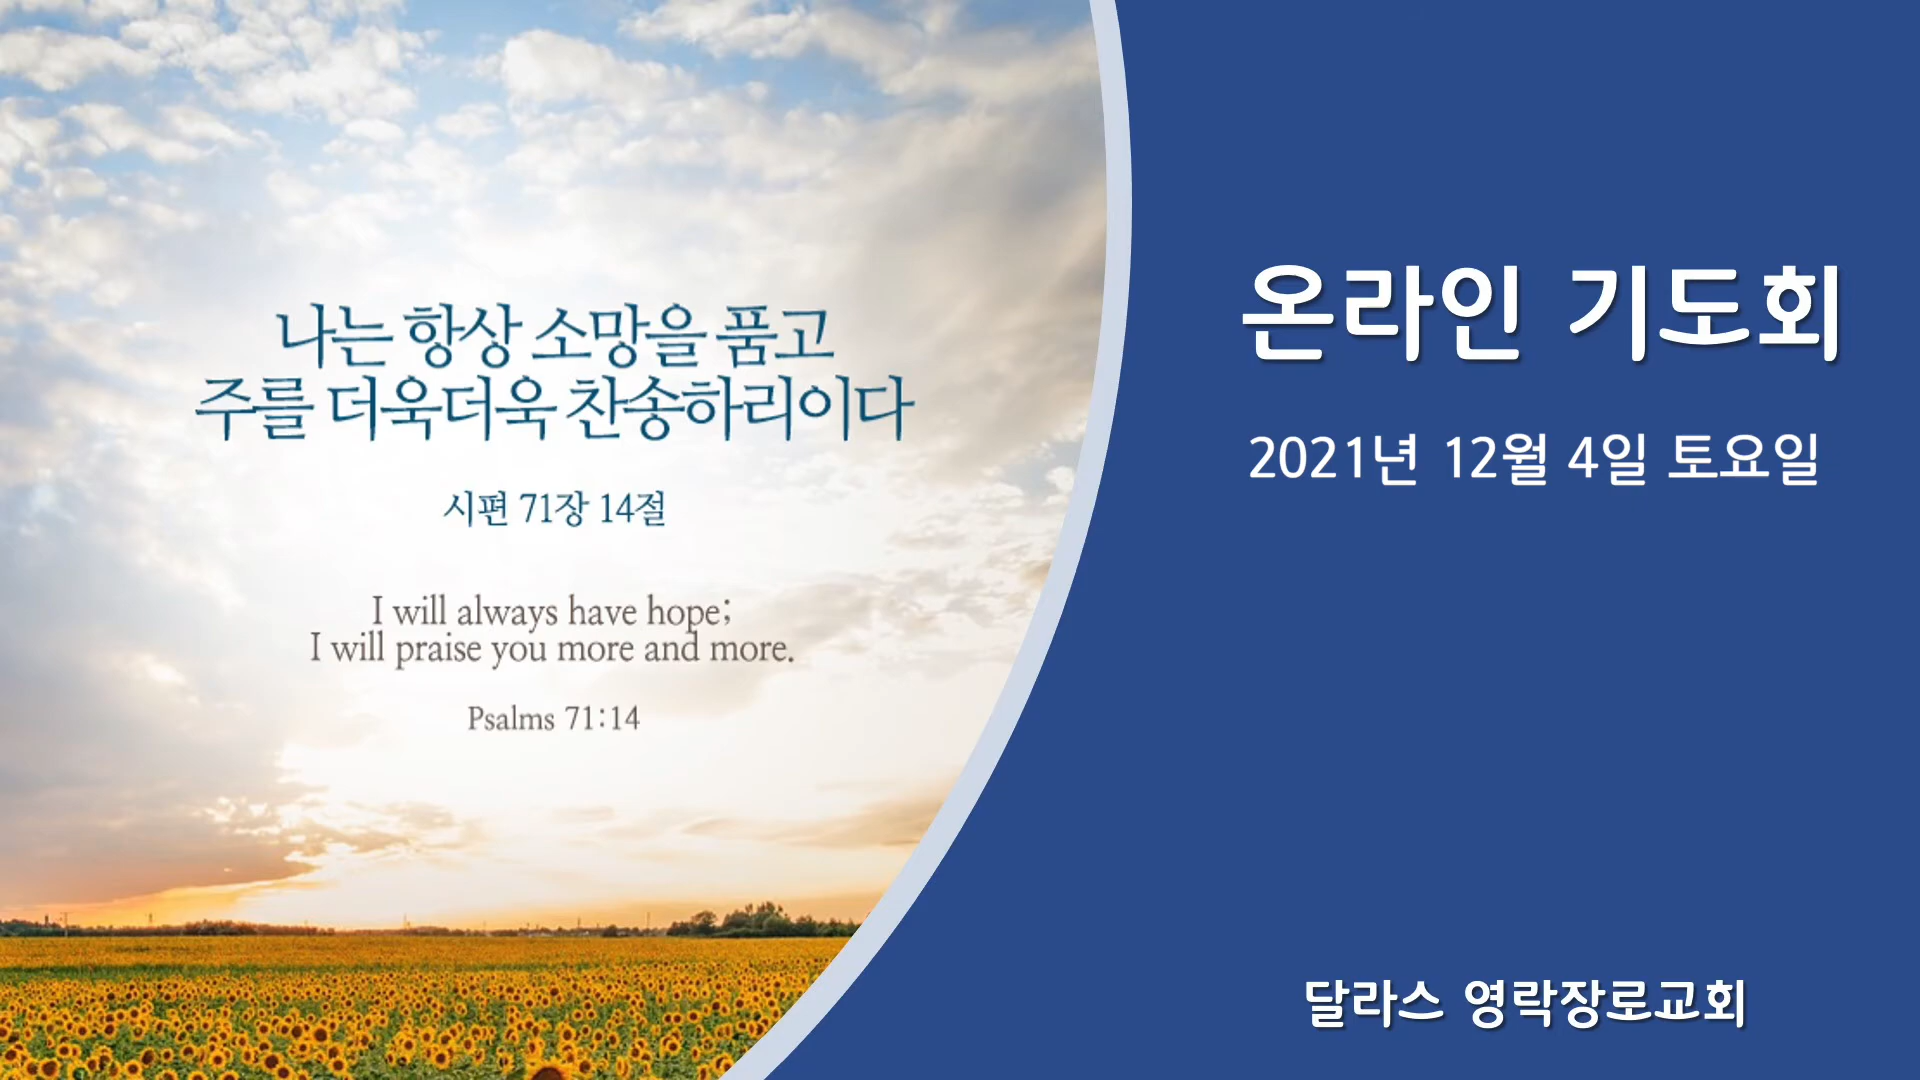 나는 항상 소망을 품고
주를 더욱더욱 찬송하리이다
시편 71장 14절
I will always have hope;
I will praise you more and more.
Psalms 71:14
온라인 기도회
2021년 12월 4일 토요일
달라스 영락장로교회